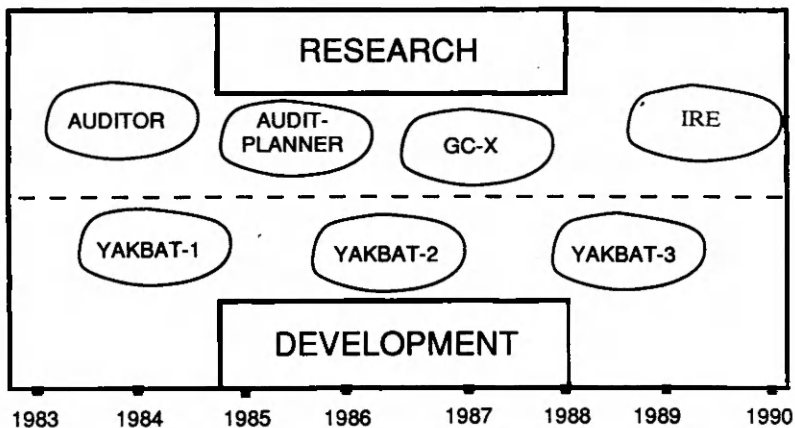 RESEARCH
AUDITOR
AUDIT-
PLANNER
GC-X
IRE
YAKBAT-1
YAKBAT-2
YAKBAT-3
DEVELOPMENT
1983 1984 1985 1986 1987 1988 1989 1990